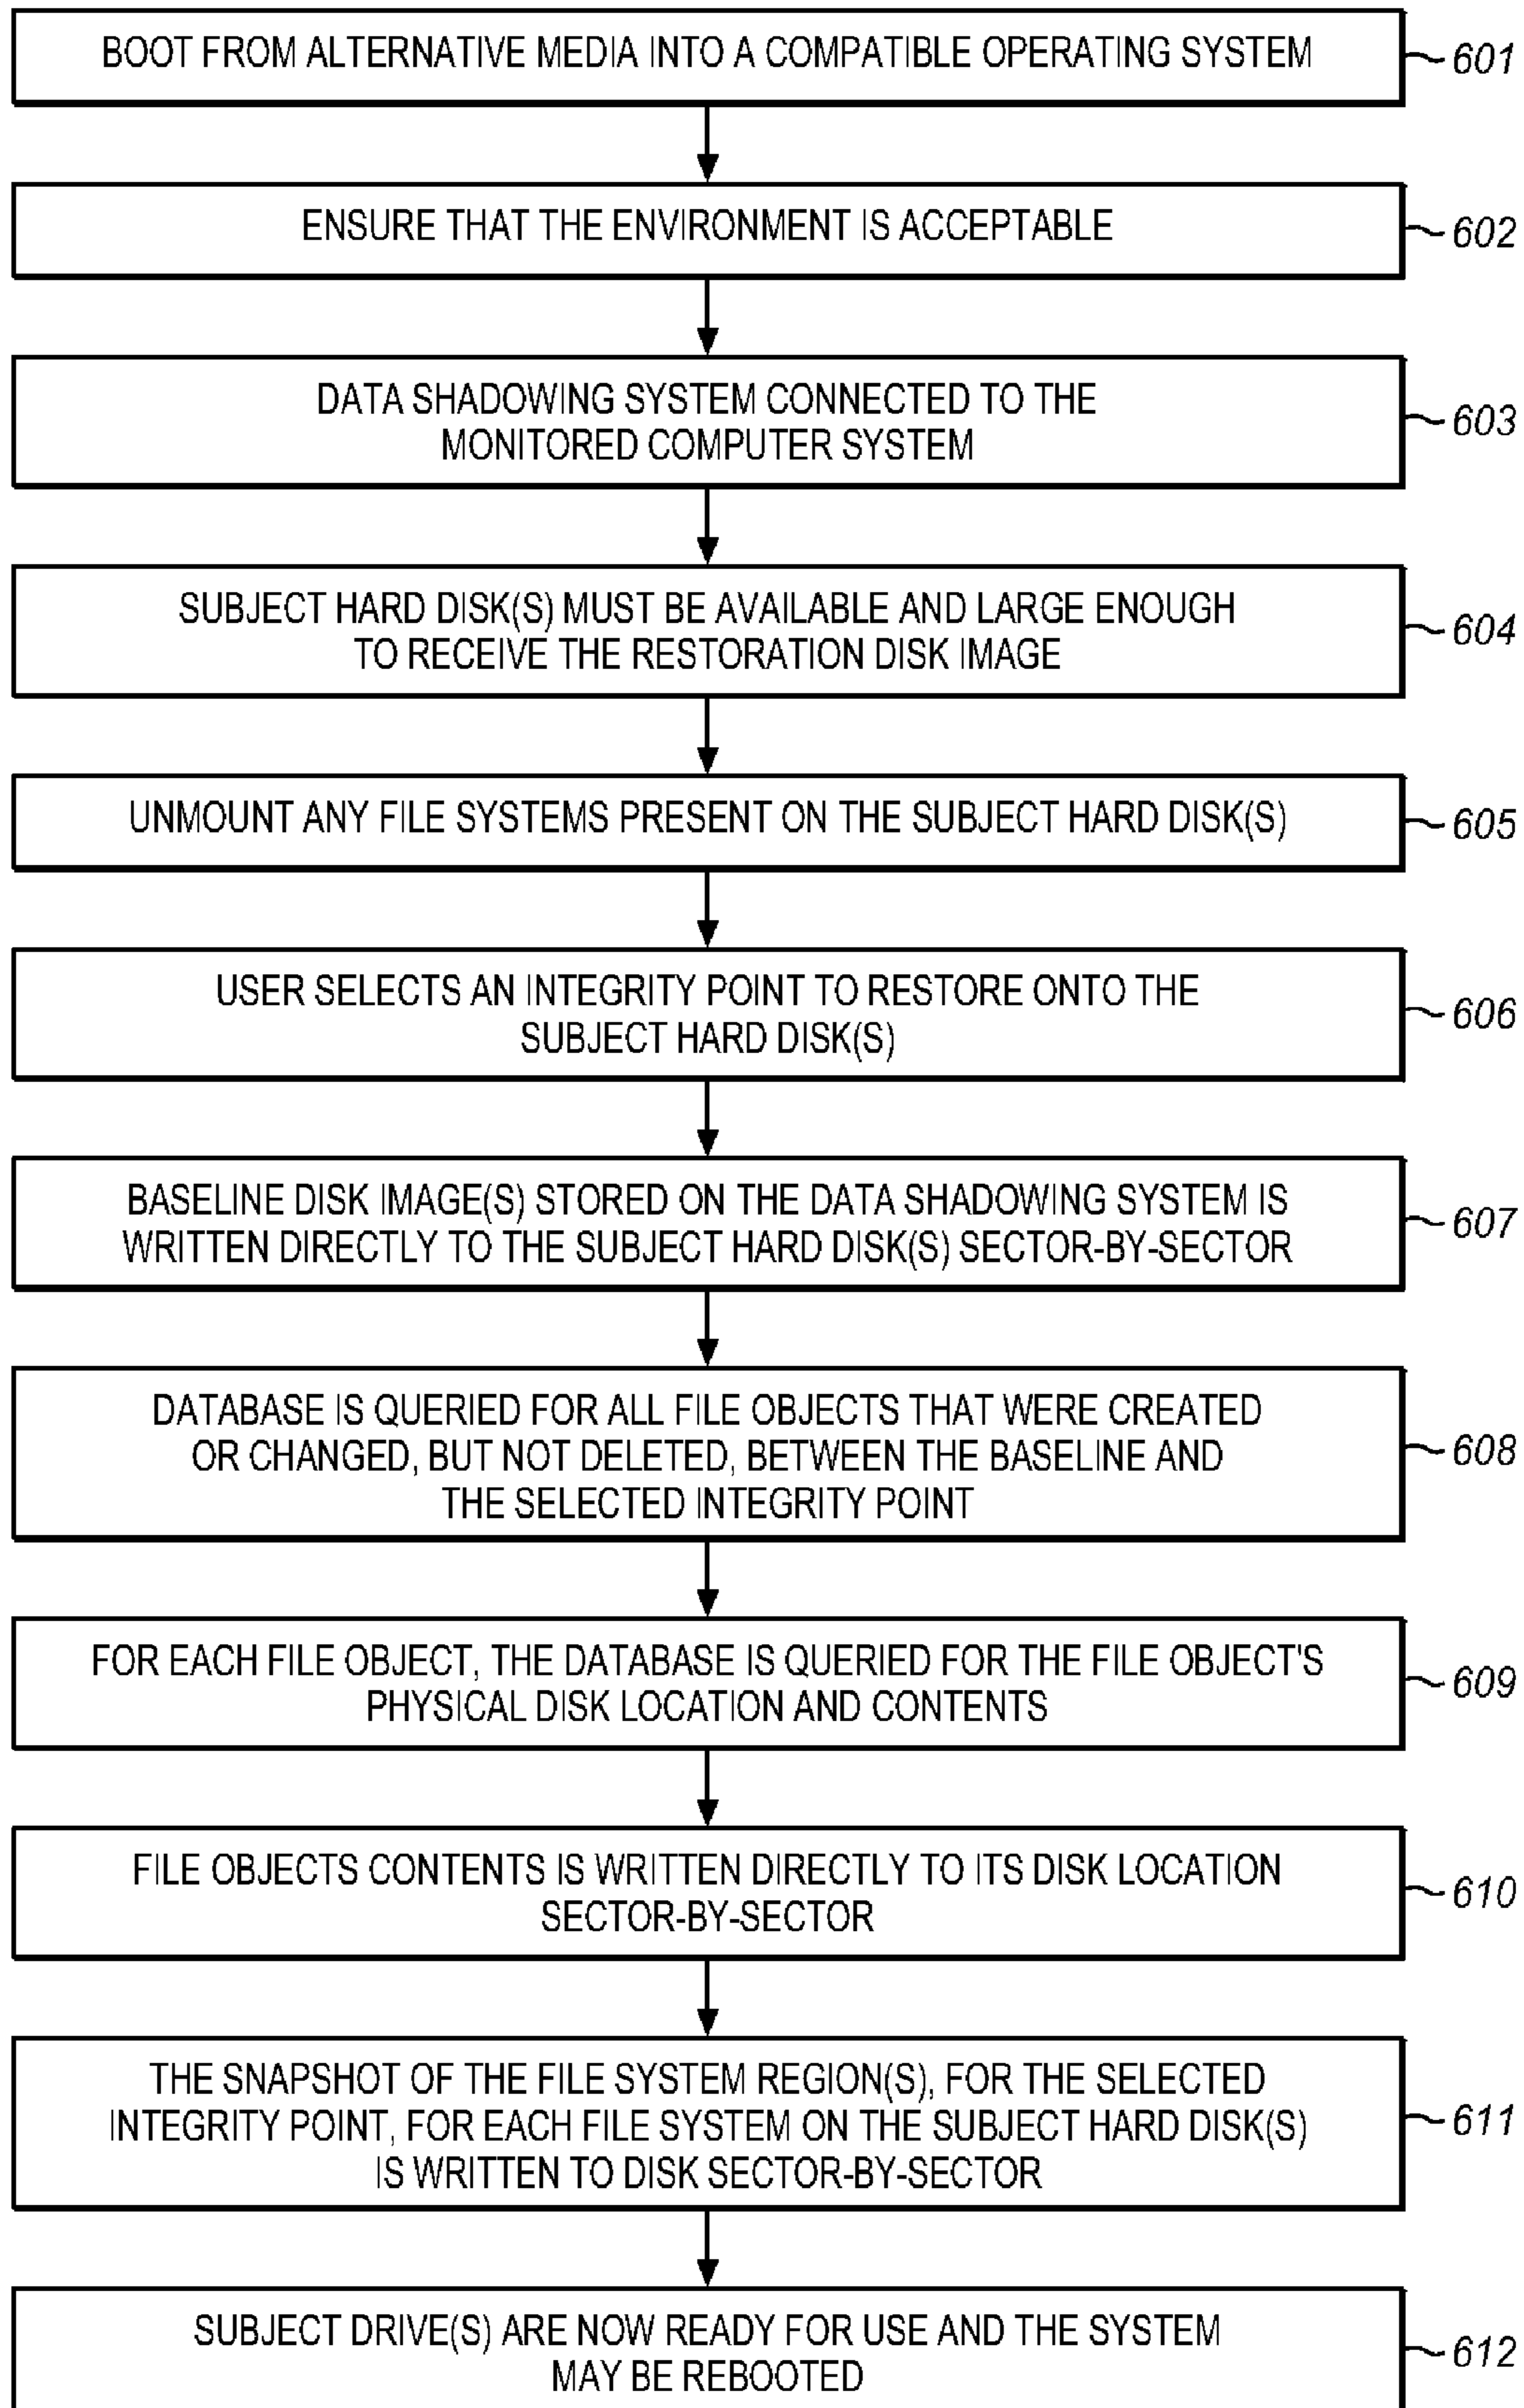 BOOT FROM ALTERNATIVE MEDIA INTO A COMPATIBLE OPERATING SYSTEM
601
ENSURE THAT THE ENVIRONMENT IS ACCEPTABLE
602
DATA SHADOWING SYSTEM CONNECTED TO THE
MONITORED COMPUTER SYSTEM
603
SUBJECT HARD DISK(S) MUST BE AVAILABLE AND LARGE ENOUGH
TO RECEIVE THE RESTORATION DISK IMAGE
604
UNMOUNT ANY FILE SYSTEMS PRESENT ON THE SUBJECT HARD DISK(S)
605
USER SELECTS AN INTEGRITY POINT TO RESTORE ONTO THE
SUBJECT HARD DISK(S)
606
BASELINE DISK IMAGE(S) STORED ON THE DATA SHADOWING SYSTEM IS
WRITTEN DIRECTLY TO THE SUBJECT HARD DISK(S) SECTOR-BY-SECTOR
607
DATABASE IS QUERIED FOR ALL FILE OBJECTS THAT WERE CREATED
OR CHANGED, BUT NOT DELETED, BETWEEN THE BASELINE AND
THE SELECTED INTEGRITY POINT
608
FOR EACH FILE OBJECT, THE DATABASE IS QUERIED FOR THE FILE OBJECT'S
PHYSICAL DISK LOCATION AND CONTENTS
609
FILE OBJECTS CONTENTS IS WRITTEN DIRECTLY TO ITS DISK LOCATION
SECTOR-BY-SECTOR
610
THE SNAPSHOT OF THE FILE SYSTEM REGION(S), FOR THE SELECTED
INTEGRITY POINT, FOR EACH FILE SYSTEM ON THE SUBJECT HARD DISK(S)
IS WRITTEN TO DISK SECTOR-BY-SECTOR
611
SUBJECT DRIVE(S) ARE NOW READY FOR USE AND THE SYSTEM
MAY BE REBOOTED
612